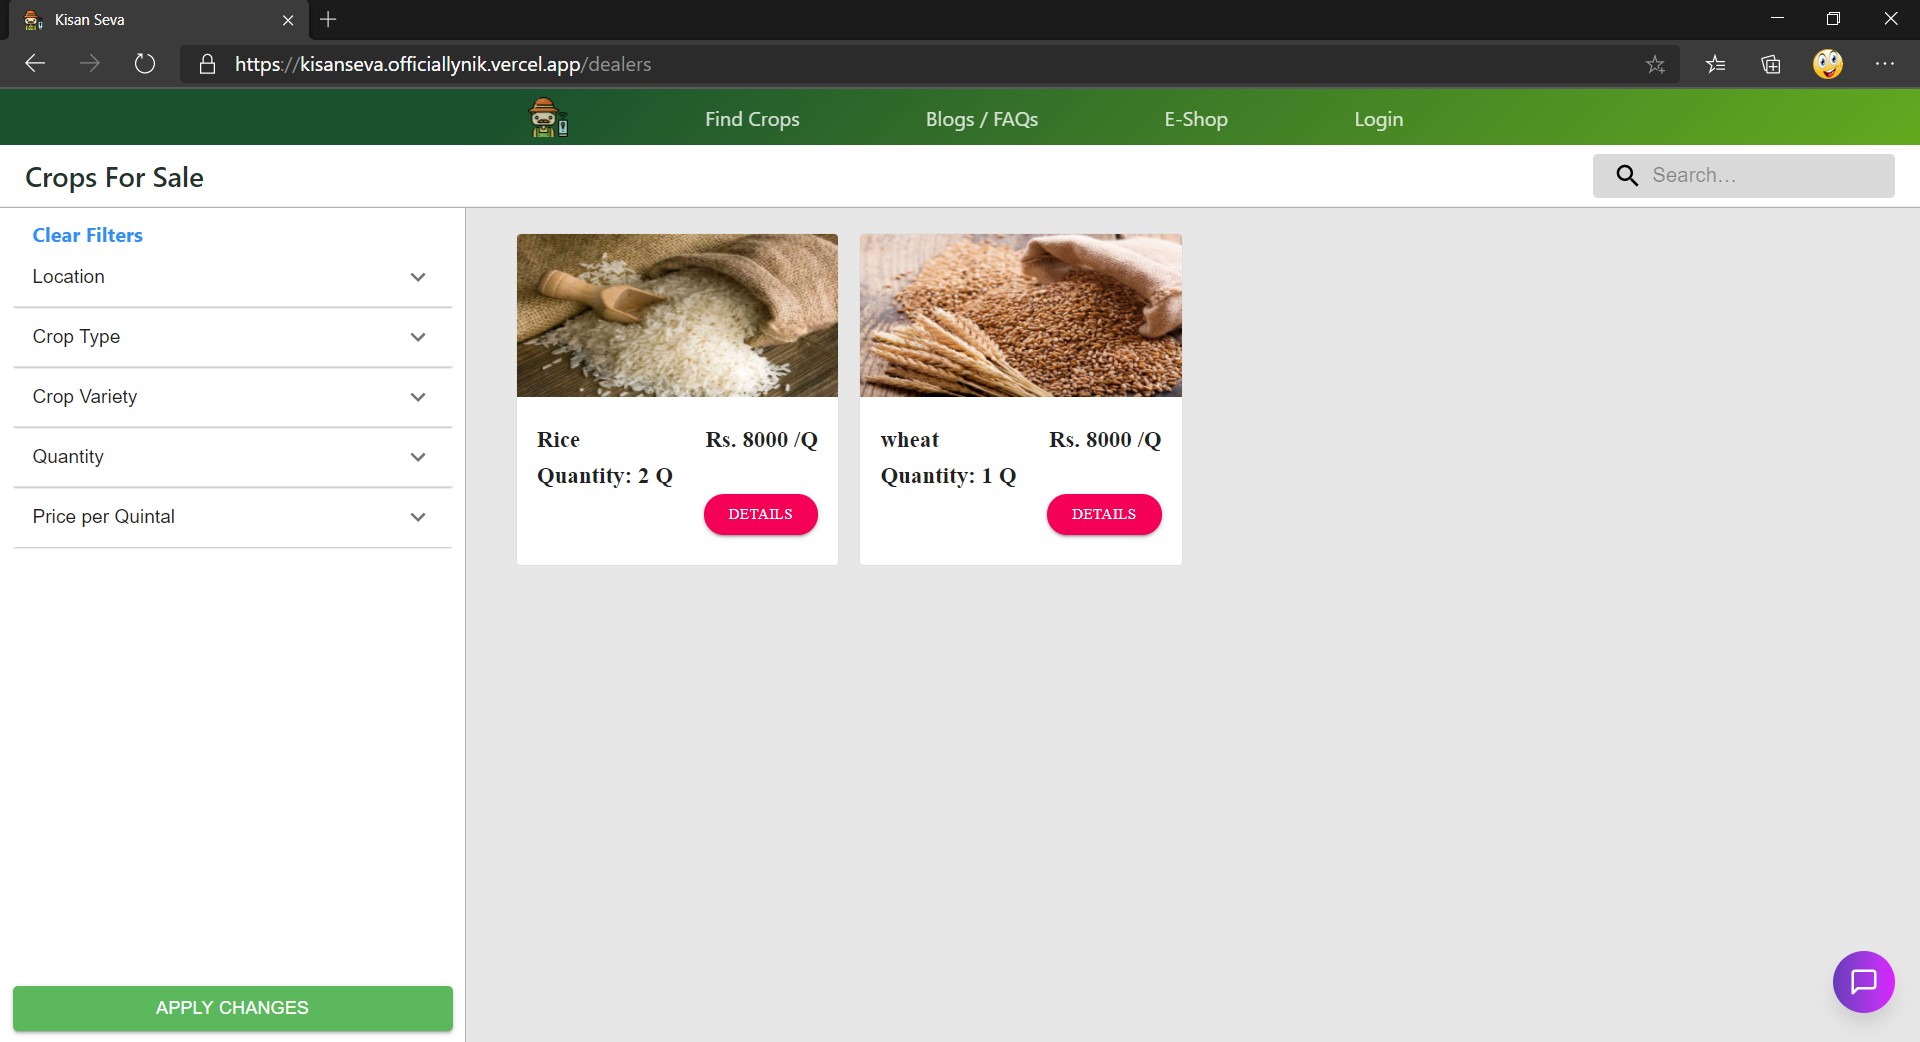 Kisan Seva
https://kisanseva.officiallynik.vercel.app/dealers
Find Crops
Blogs / FAQs
E-Shop
Login
Crops For Sale
Search...
Clear Filters
Location
Crop Type
Crop Variety
Quantity
Price per Quintal
APPLY CHANGES
Rice Rs. 8000 /Q
Quantity: 2 Q
DETAILS
wheat Rs. 8000 /Q
Quantity: 1 Q
DETAILS